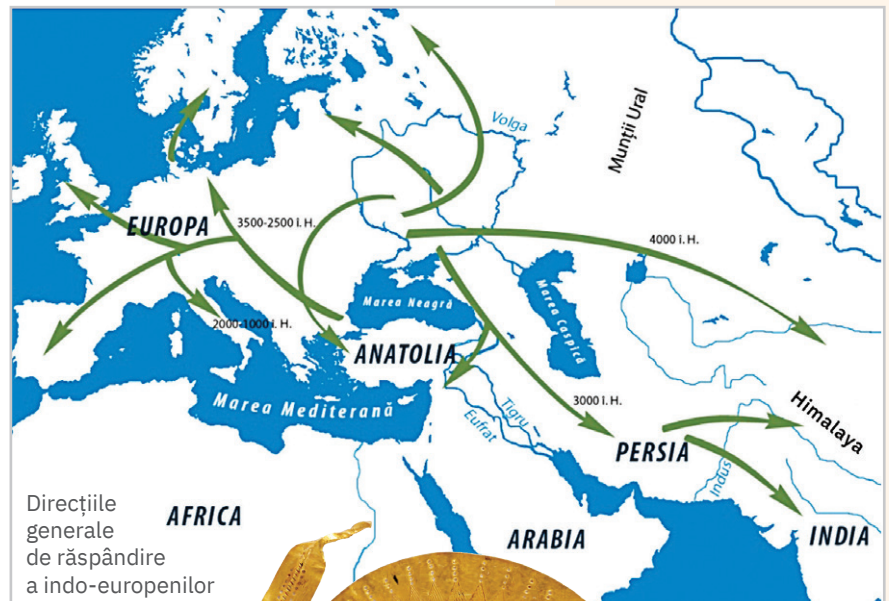 Volga
Munții Ural
EUROPA
3500-2500 î. H.
4000 î. H.
Marea Neagră
Marea Caspică
2000-1000 î. H.
ANATOLIA
Marea Mediterană
3000 î. H.
Tigru
Eufrat
Himalaya
PERSIA
Indus
AFRICA
ARABIA
INDIA
Direcțiile
generale
de răspândire
a indo-europenilor